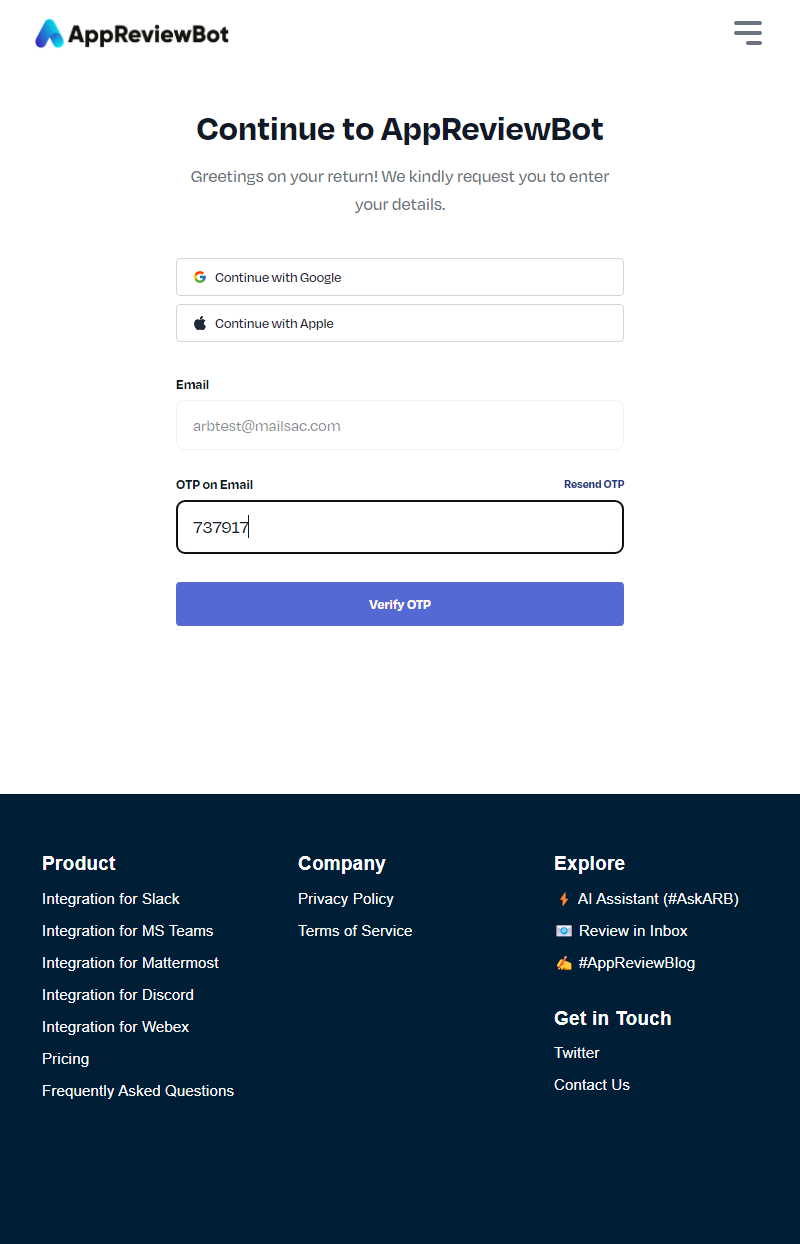 AppReviewBot
Continue to AppReviewBot
Greetings on your return! We kindly request you to enter
your details.
Continue with Google
Continue with Apple
Email
arbtest@mailsac.com
OTP on Email
Resend OTP
737917
Verify OTP
Product
Integration for Slack
Integration for MS Teams
Integration for Mattermost
Integration for Discord
Integration for Webex
Pricing
Frequently Asked Questions
Company
Privacy Policy
Terms of Service
Explore
⚡ AI Assistant (#AskARB)
📧 Review in Inbox
✍️ #AppReviewBlog
Get in Touch
Twitter
Contact Us